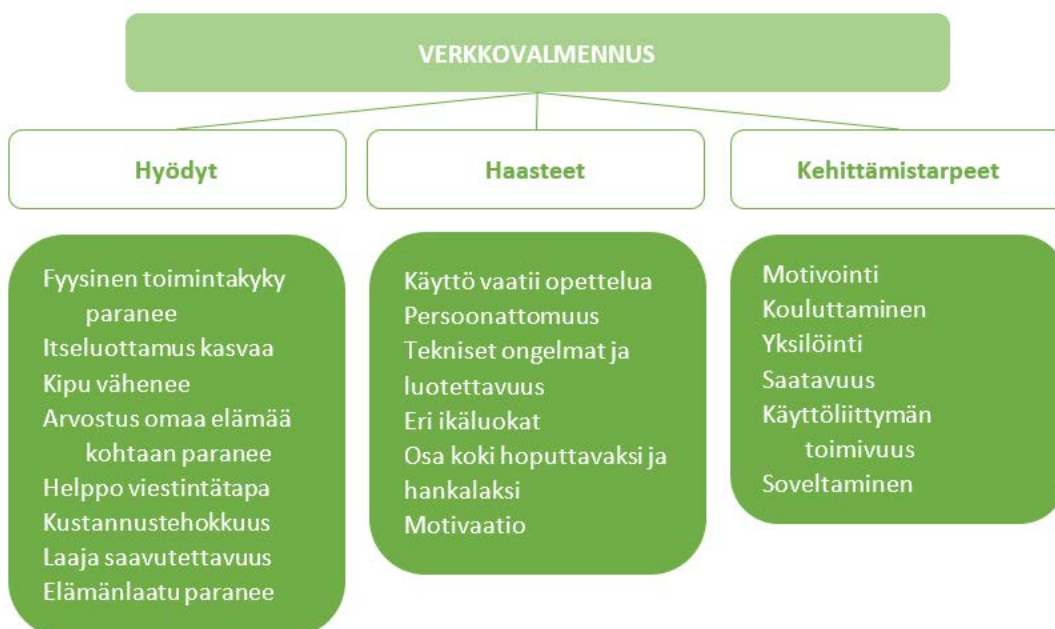 VERKKOVALMENNUS
Hyödyt
Fyysinen toimintakyky
paranee
Itseluottamus kasvaa
Kipu vähenee
Arvostus omaa elämää
kohtaan paranee
Helppo viestintätapa
Kustannustehokkuus
Laaja saavutettavuus
Elämänlaatu paranee
Haasteet
Käyttö vaatii opettelua
Persoonattomuus
Tekniset ongelmat ja
luotettavuus
Eri ikäluokat
Osa koki hoputtavaksi ja
hankalaksi
Motivaatio
Kehittämistarpeet
Motivointi
Kouluttaminen
Yksilöinti
Saatavuus
Käyttöliittymän
toimivuus
Soveltaminen